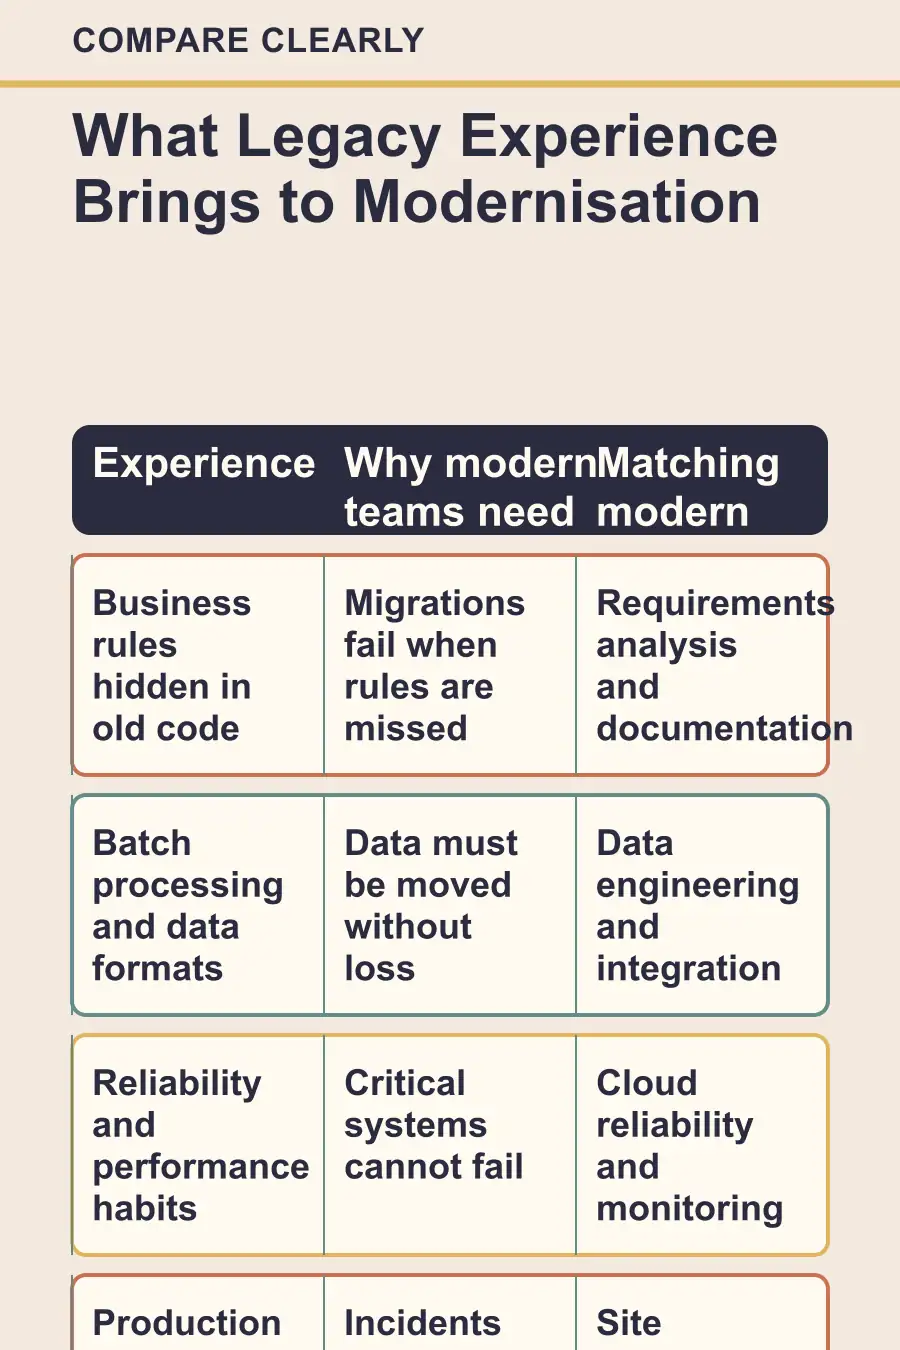 COMPARE CLEARLY
What Legacy Experience
Brings to Modernisation
Experience
Why modern
teams need
Matching
modern
Business
rules
hidden in
old code
Migrations
fail when
rules are
missed
Requirements
analysis
and
documentation
Batch
processing
and data
formats
Data must
be moved
without
loss
Data
engineering
and
integration
Reliability
and
performance
habits
Critical
systems
cannot fail
Cloud
reliability
and
monitoring
Production
Incidents
Site